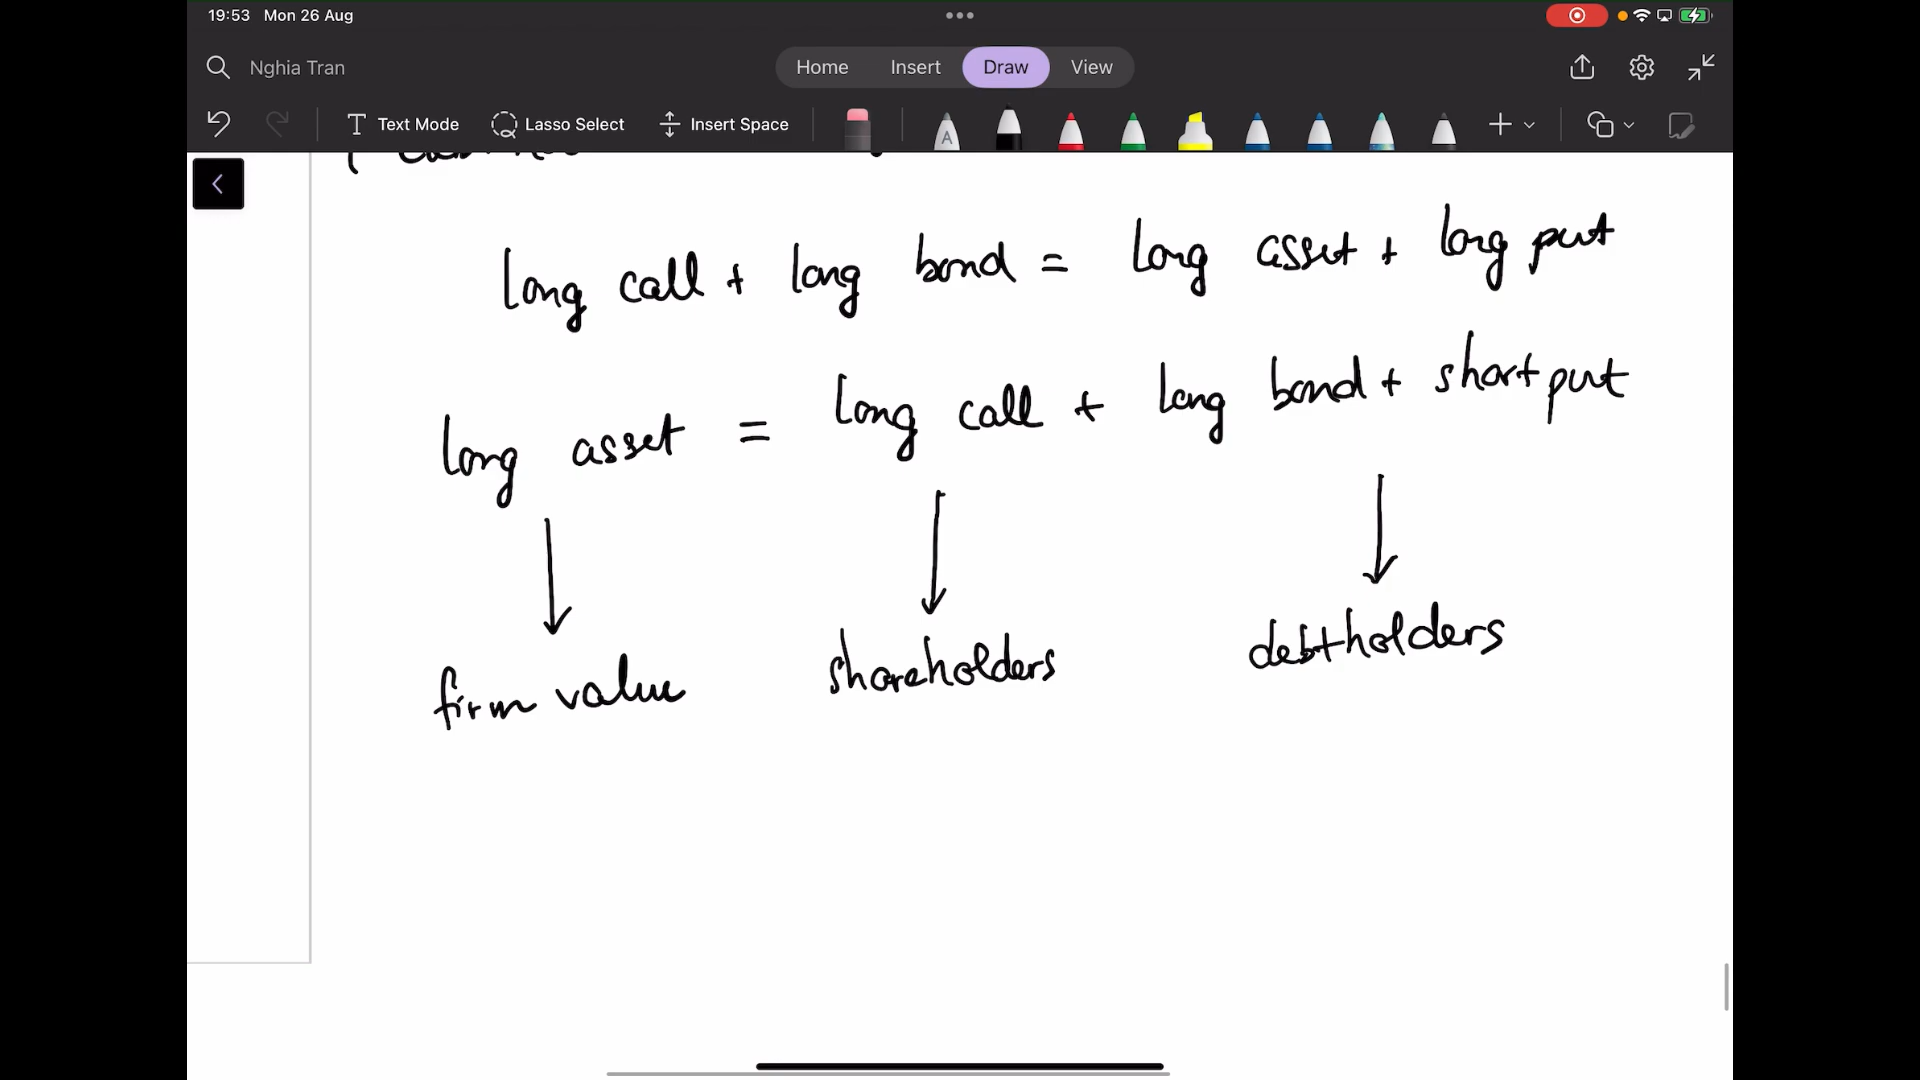 19:53 Mon 26 Aug
Nghia Tran Home Insert Draw View
Text Mode Lasso Select Insert Space A
long call + long bond = long asset + long put
long asset = long call + long bond + short put
firm value shareholders debtholders